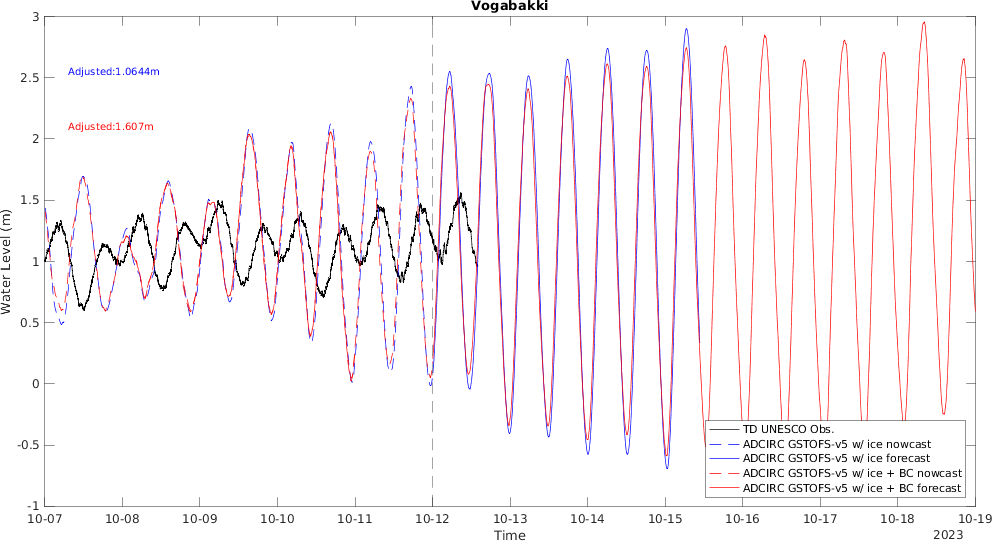 Vogabakki
3
2.5
2
1.5
1
0.5
0
-0.5
-1
Water Level (m)
Adjusted:1.0644m
Adjusted:1.607m
TD UNESCO Obs.
ADCIRC GSTOFS-v5 w/ ice nowcast
ADCIRC GSTOFS-v5 w/ ice forecast
ADCIRC GSTOFS-v5 w/ ice + BC nowcast
ADCIRC GSTOFS-v5 w/ ice + BC forecast
10-07 10-08 10-09 10-10 10-11 10-12 10-13 10-14 10-15 10-16 10-17 10-18 10-19
Time
2023